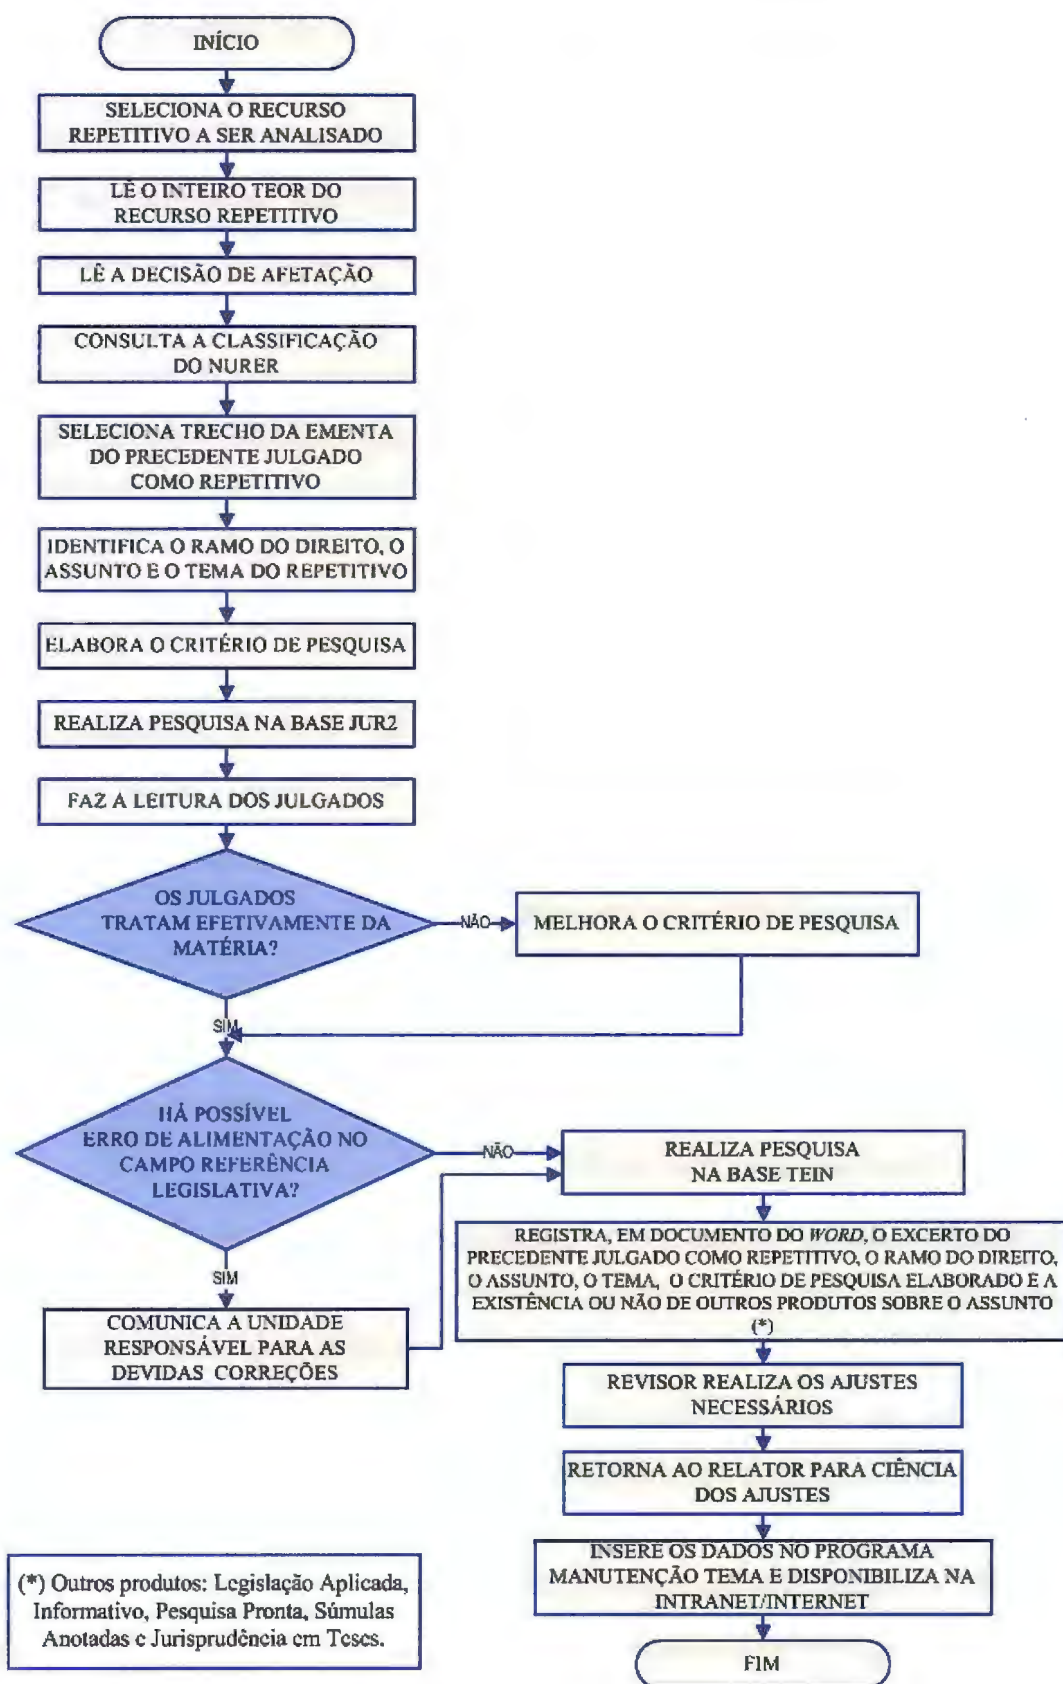 INÍCIO
SELECIONA O RECURSO
REPETITIVO A SER ANALISADO
LÊ O INTEIRO TEOR DO
RECURSO REPETITIVO
LÊ A DECISÃO DE AFETAÇÃO
CONSULTA A CLASSIFICAÇÃO
DO NURER
SELECIONA TRECHO DA EMENTA
DO PRECEDENTE JULGADO
COMO REPETITIVO
IDENTIFICA O RAMO DO DIREITO, O
ASSUNTO E O TEMA DO REPETITIVO
ELABORA O CRITÉRIO DE PESQUISA
REALIZA PESQUISA NA BASE JUR2
FAZ A LEITURA DOS JULGADOS
OS JULGADOS
TRATAM EFETIVAMENTE DA
MATÉRIA?
NÃO
MELHORA O CRITÉRIO DE PESQUISA
SIM
HÁ POSSÍVEL
ERRO DE ALIMENTAÇÃO NO
CAMPO REFERÊNCIA
LEGISLATIVA?
NÃO
REALIZA PESQUISA
NA BASE TEIN
SIM
COMUNICA A UNIDADE
RESPONSÁVEL PARA AS
DEVIDAS CORREÇÕES
REGISTRA, EM DOCUMENTO DO WORD, O EXCERTO DO
PRECEDENTE JULGADO COMO REPETITIVO, O RAMO DO DIREITO,
O ASSUNTO, O TEMA, O CRITÉRIO DE PESQUISA ELABORADO E A
EXISTÊNCIA OU NÃO DE OUTROS PRODUTOS SOBRE O ASSUNTO
(*)
REVISOR REALIZA OS AJUSTES
NECESSÁRIOS
RETORNA AO RELATOR PARA CIÊNCIA
DOS AJUSTES
INSERE OS DADOS NO PROGRAMA
MANUTENÇÃO TEMA E DISPONIBILIZA NA
INTRANET/INTERNET
FIM
(*) Outros produtos: Legislação Aplicada,
Informativo, Pesquisa Pronta, Súmulas
Anotadas e Jurisprudência em Teses.